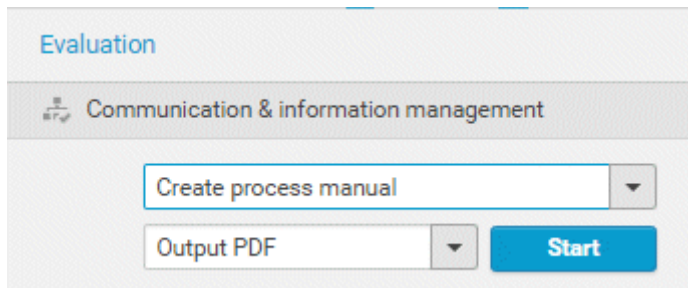 Evaluation
Communication & information management
Create process manual
Output PDF
Start